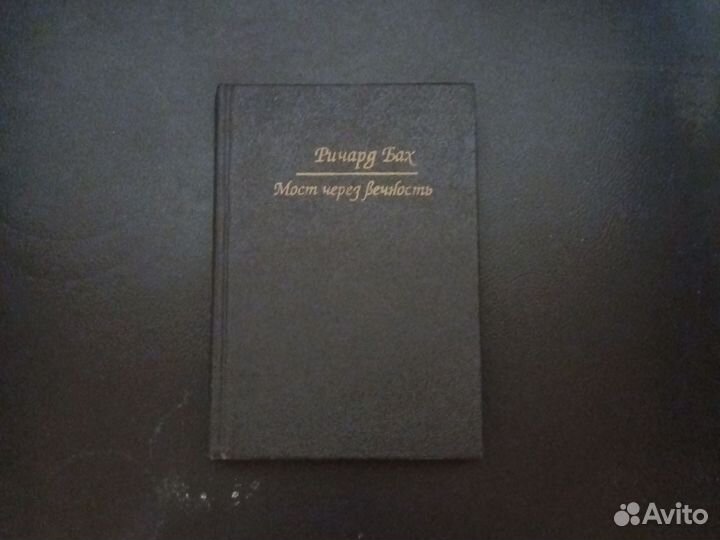 Ричард Бах
Мост через вечность
Avito